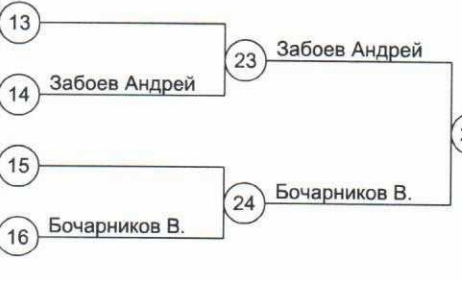 13
23 Забоев Андрей
14 Забоев Андрей
15
24 Бочарников В.
16 Бочарников В.